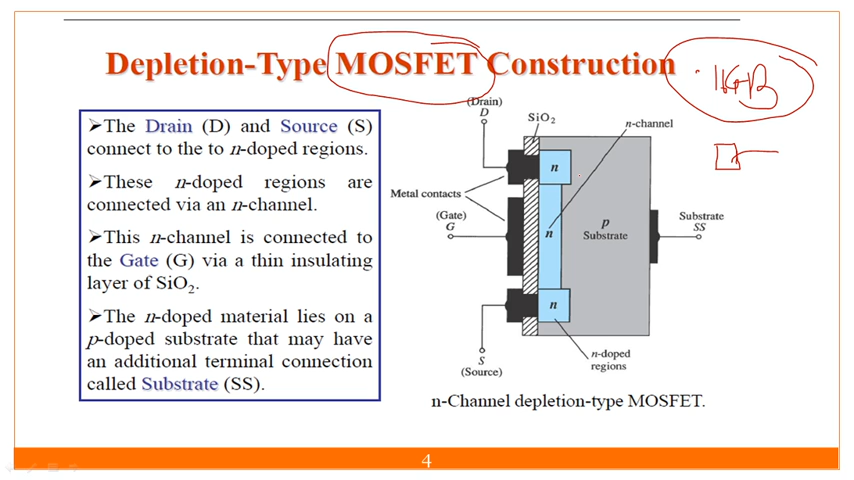 Depletion-Type MOSFET Construction
➢The Drain (D) and Source (S)
connect to the to n-doped regions.
➢These n-doped regions are
connected via an n-channel.
➢This n-channel is connected to
the Gate (G) via a thin insulating
layer of SiO₂.
➢The n-doped material lies on a
p-doped substrate that may have
an additional terminal connection
called Substrate (SS).
(Drain)
D
SiO₂
n-channel
n
Metal contacts
(Gate)
G
n
p
Substrate
Substrate
SS
n
S
(Source)
n-doped
regions
n-Channel depletion-type MOSFET.
4